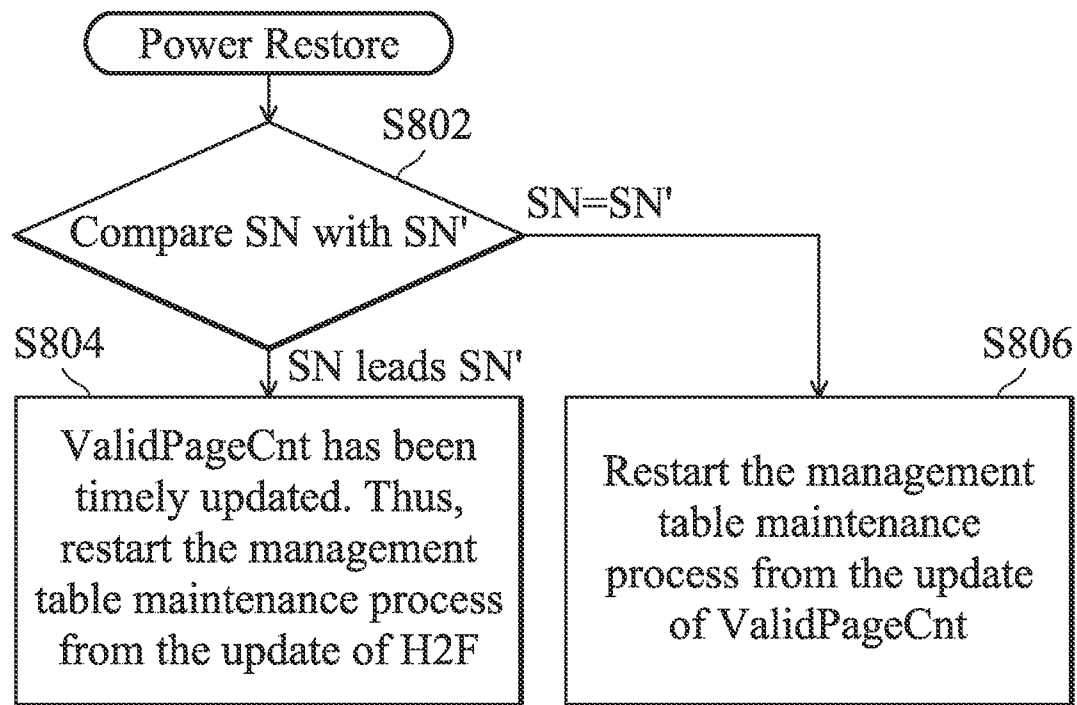 Power Restore
S802
Compare SN with SN'
SN=SN'
S804
SN leads SN'
ValidPageCnt has been
timely updated. Thus,
restart the management
table maintenance process
from the update of H2F
S806
Restart the management
table maintenance
process from the update
of ValidPageCnt